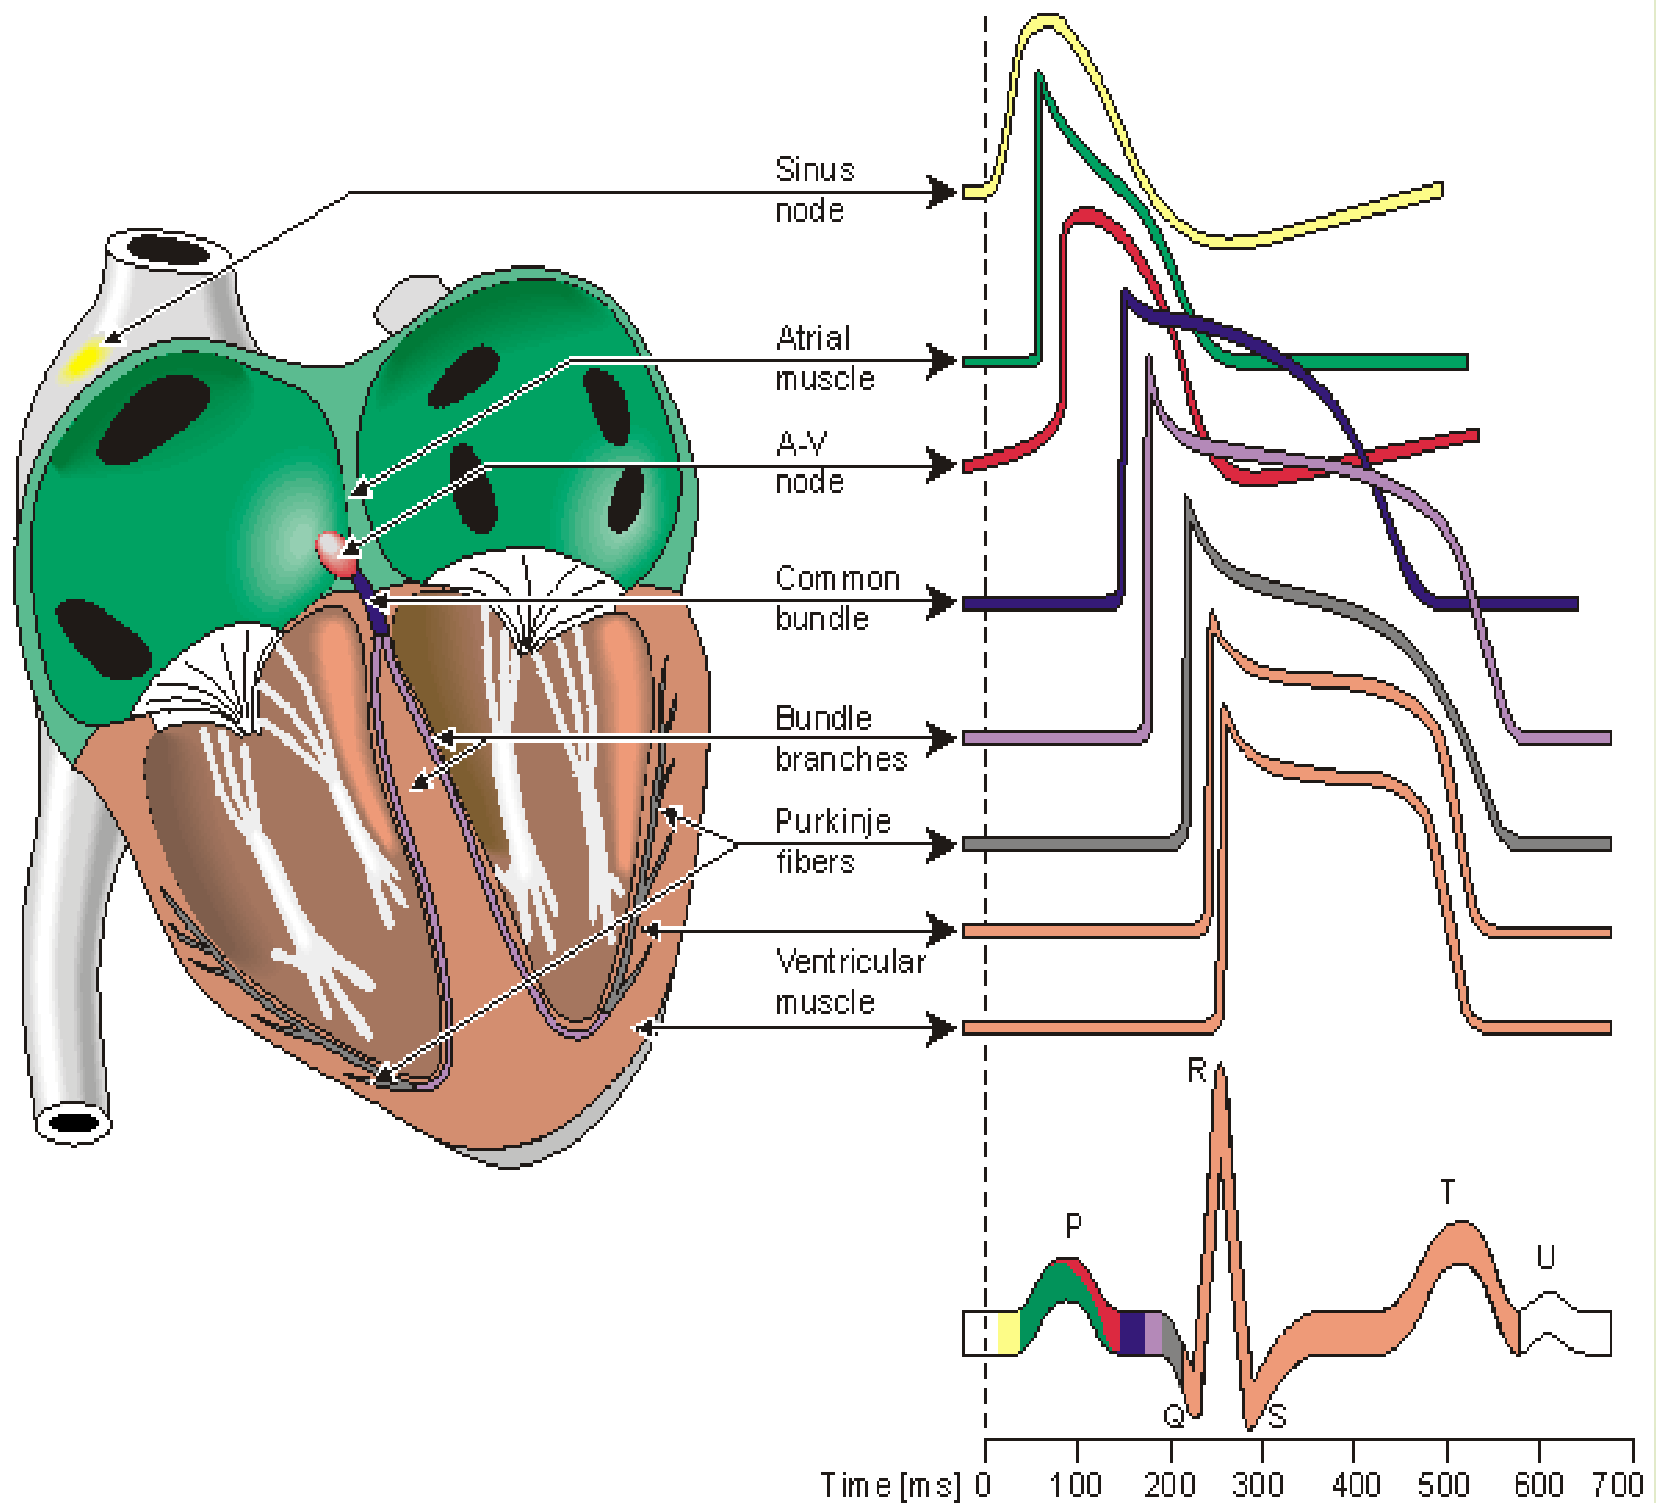 Sinus
node
Atrial
muscle
A-V
node
Common
bundle
Bundle
branches
Purkinje
fibers
Ventricular
muscle
R
T
P
U
Q
S
Time [ms] 0 100 200 300 400 500 600 700